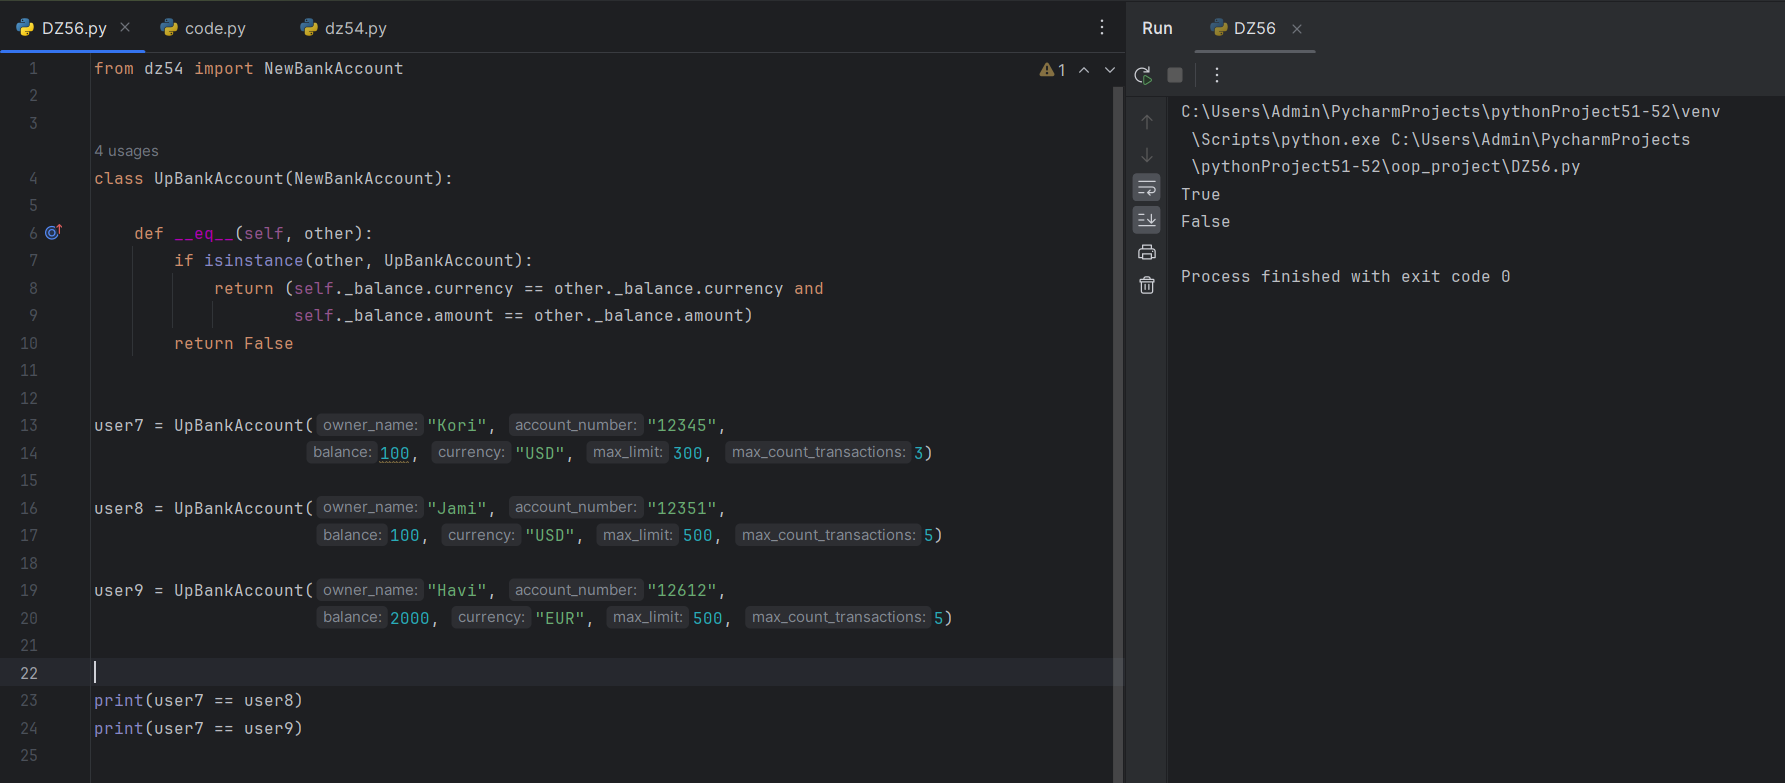 DZ56.py
code.py
dz54.py
Run
DZ56
1 from dz54 import NewBankAccount
1
2
3
4 usages
4 class UpBankAccount(NewBankAccount):
5
6 def __eq__(self, other):
7 if isinstance(other, UpBankAccount):
8 return (self._balance.currency == other._balance.currency and
9 self._balance.amount == other._balance.amount)
10 return False
11
12
13 user7 = UpBankAccount(owner_name: "Kori", account_number: "12345",
14 balance: 100, currency: "USD", max_limit: 300, max_count_transactions: 3)
15
16 user8 = UpBankAccount(owner_name: "Jami", account_number: "12351",
17 balance: 100, currency: "USD", max_limit: 500, max_count_transactions: 5)
18
19 user9 = UpBankAccount(owner_name: "Havi", account_number: "12612",
20 balance: 2000, currency: "EUR", max_limit: 500, max_count_transactions: 5)
21
22
23 print(user7 == user8)
24 print(user7 == user9)
25
C:\Users\Admin\PycharmProjects\pythonProject51-52\venv
\Scripts\python.exe C:\Users\Admin\PycharmProjects
\pythonProject51-52\oop_project\DZ56.py
True
False
Process finished with exit code 0